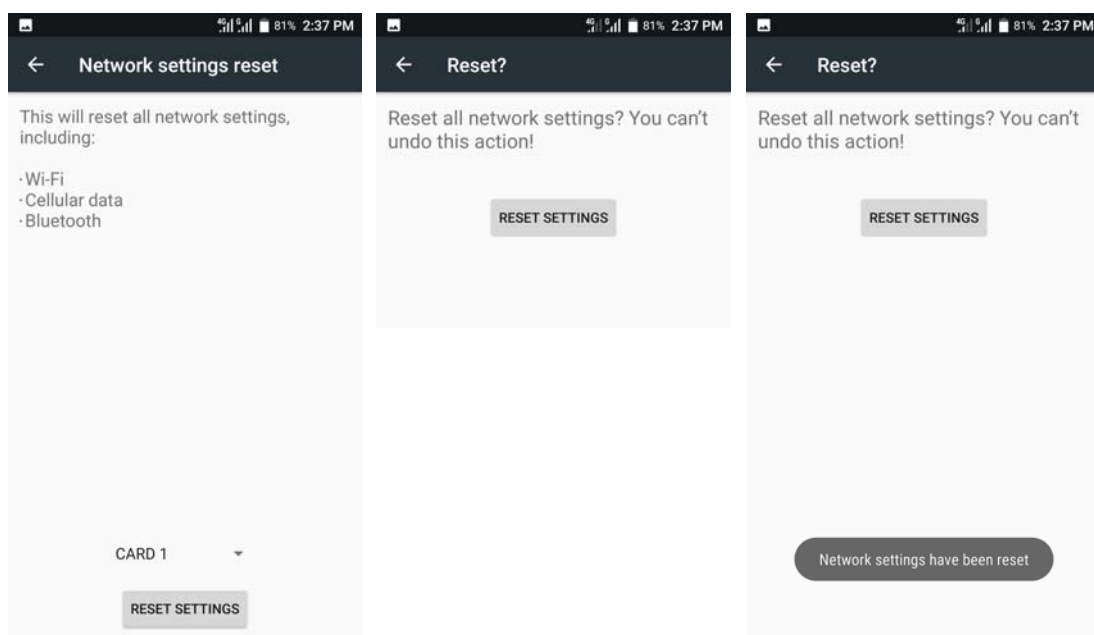 4G G 81% 2:37 PM
Network settings reset
This will reset all network settings,
including:
·Wi-Fi
·Cellular data
·Bluetooth
CARD 1
RESET SETTINGS
4G G 81% 2:37 PM
Reset?
Reset all network settings? You can't
undo this action!
RESET SETTINGS
4G G 81% 2:37 PM
Reset?
Reset all network settings? You can't
undo this action!
RESET SETTINGS
Network settings have been reset